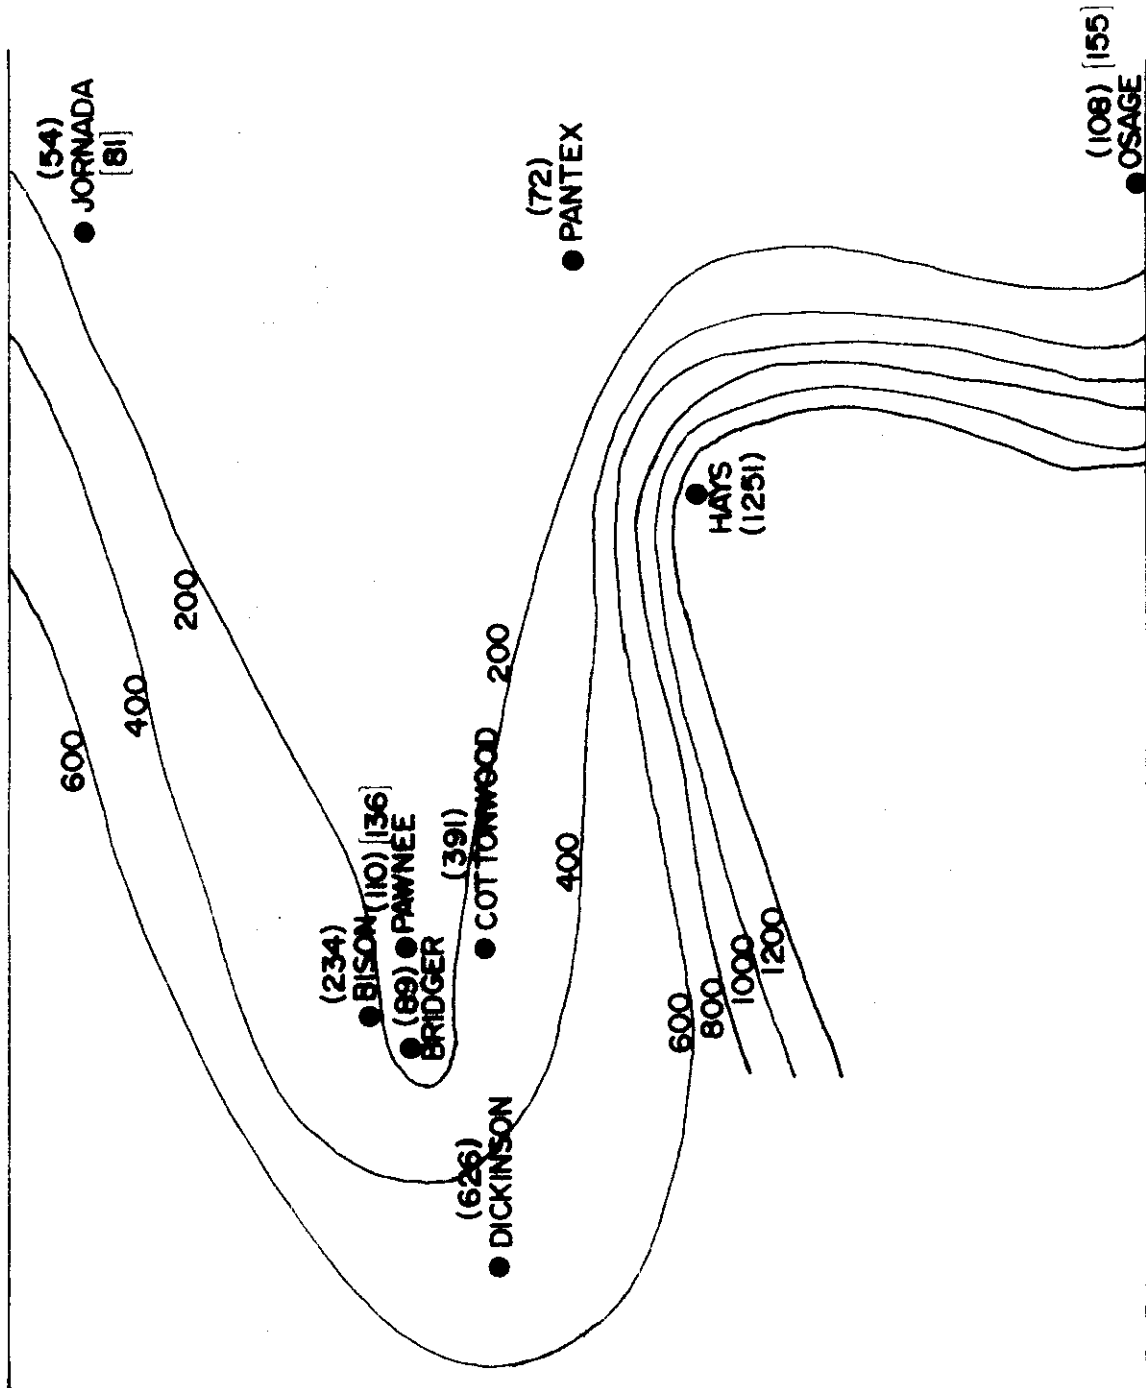 (54)
JORNADA
[81]
(72)
PANTEX
(108) [155]
OSAGE
HAYS
(1251)
200
400
600
200
400
600
800
1000
1200
(234)
BISON
(110) [136]
PAWNEE
(89)
BRIDGER
(391)
COTTONWOOD
(626)
DICKINSON